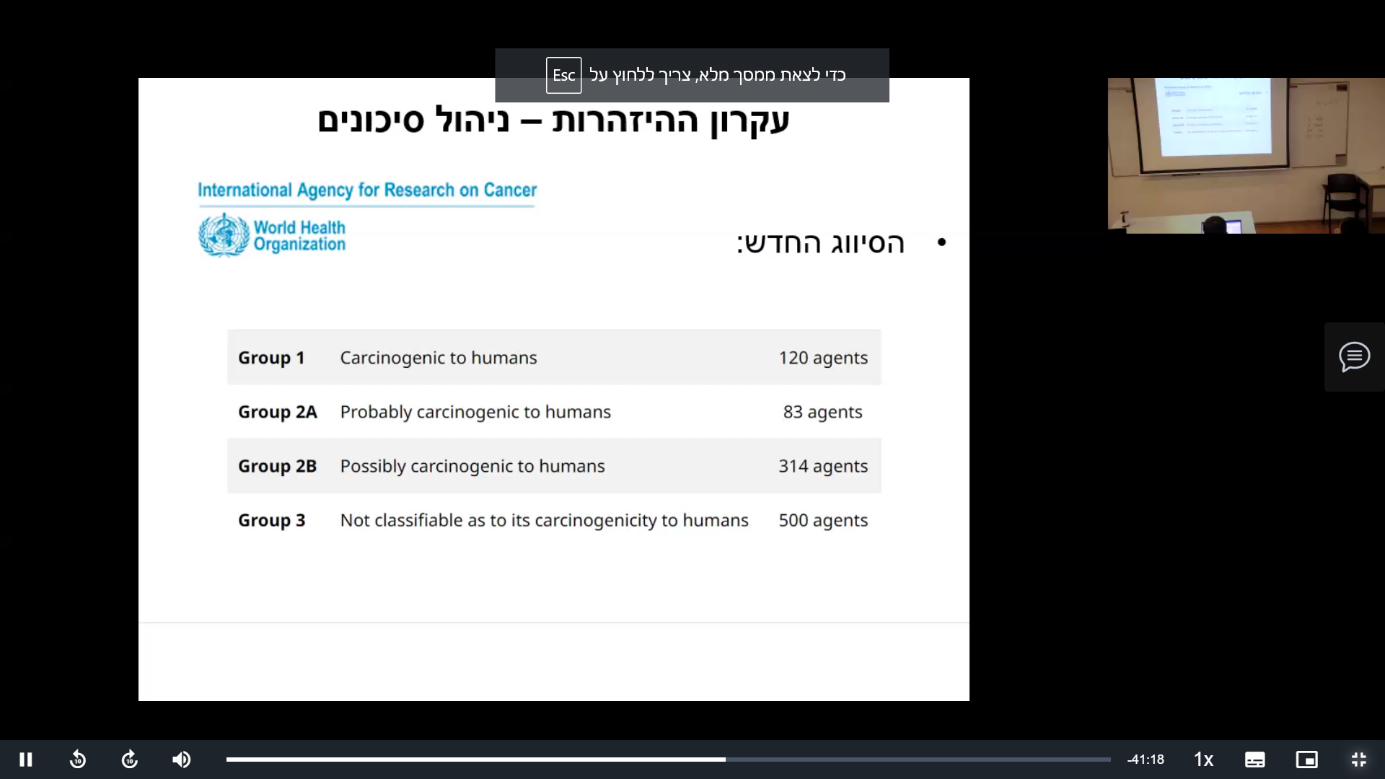 כדי לצאת ממסך מלא, צריך ללחוץ על Esc
עקרון ההיזהרות – ניהול סיכונים
International Agency for Research on Cancer
World Health
Organization
• הסיווג החדש:
Group 1 Carcinogenic to humans 120 agents
Group 2A Probably carcinogenic to humans 83 agents
Group 2B Possibly carcinogenic to humans 314 agents
Group 3 Not classifiable as to its carcinogenicity to humans 500 agents
10 10 -41:18 1x